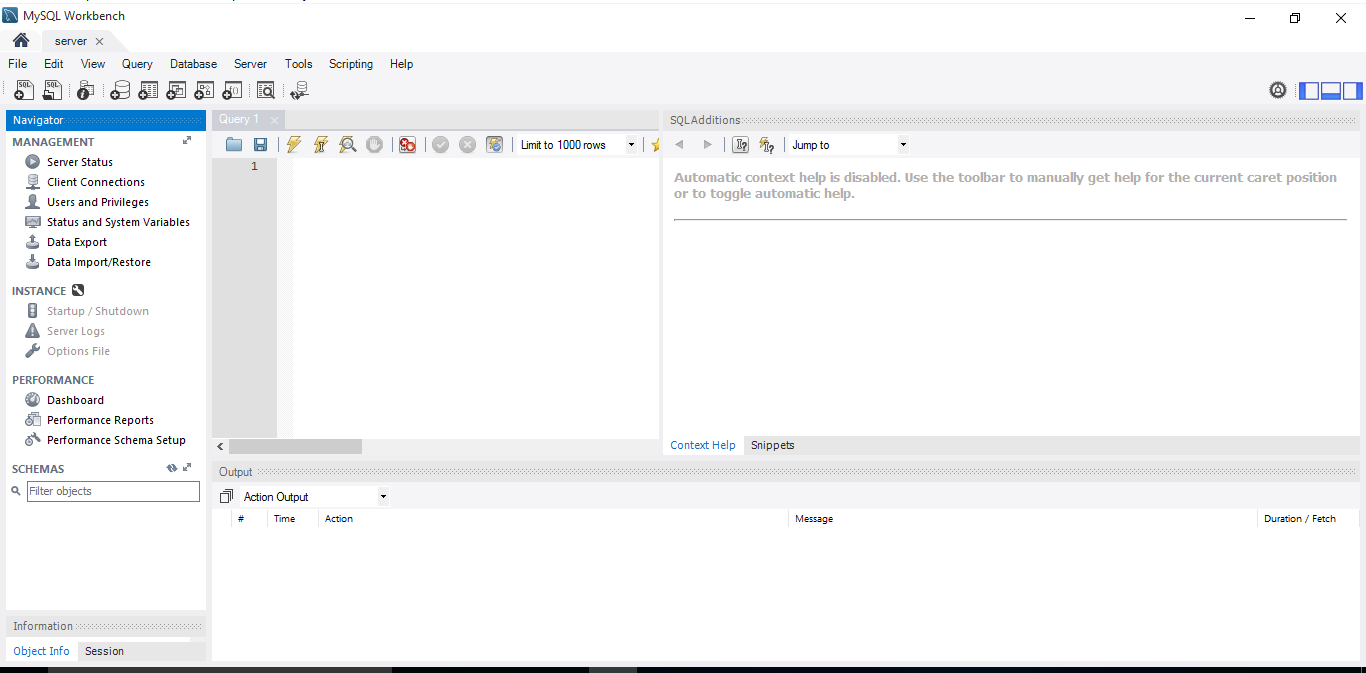 MySQL Workbench
server
File Edit View Query Database Server Tools Scripting Help
Navigator
MANAGEMENT
Server Status
Client Connections
Users and Privileges
Status and System Variables
Data Export
Data Import/Restore
INSTANCE
Startup / Shutdown
Server Logs
Options File
PERFORMANCE
Dashboard
Performance Reports
Performance Schema Setup
SCHEMAS
Filter objects
Information
Object Info Session
Query 1
Limit to 1000 rows
1
SQLAdditions
Jump to
Automatic context help is disabled. Use the toolbar to manually get help for the current caret position
or to toggle automatic help.
Context Help Snippets
Output
Action Output
# Time Action Message Duration / Fetch